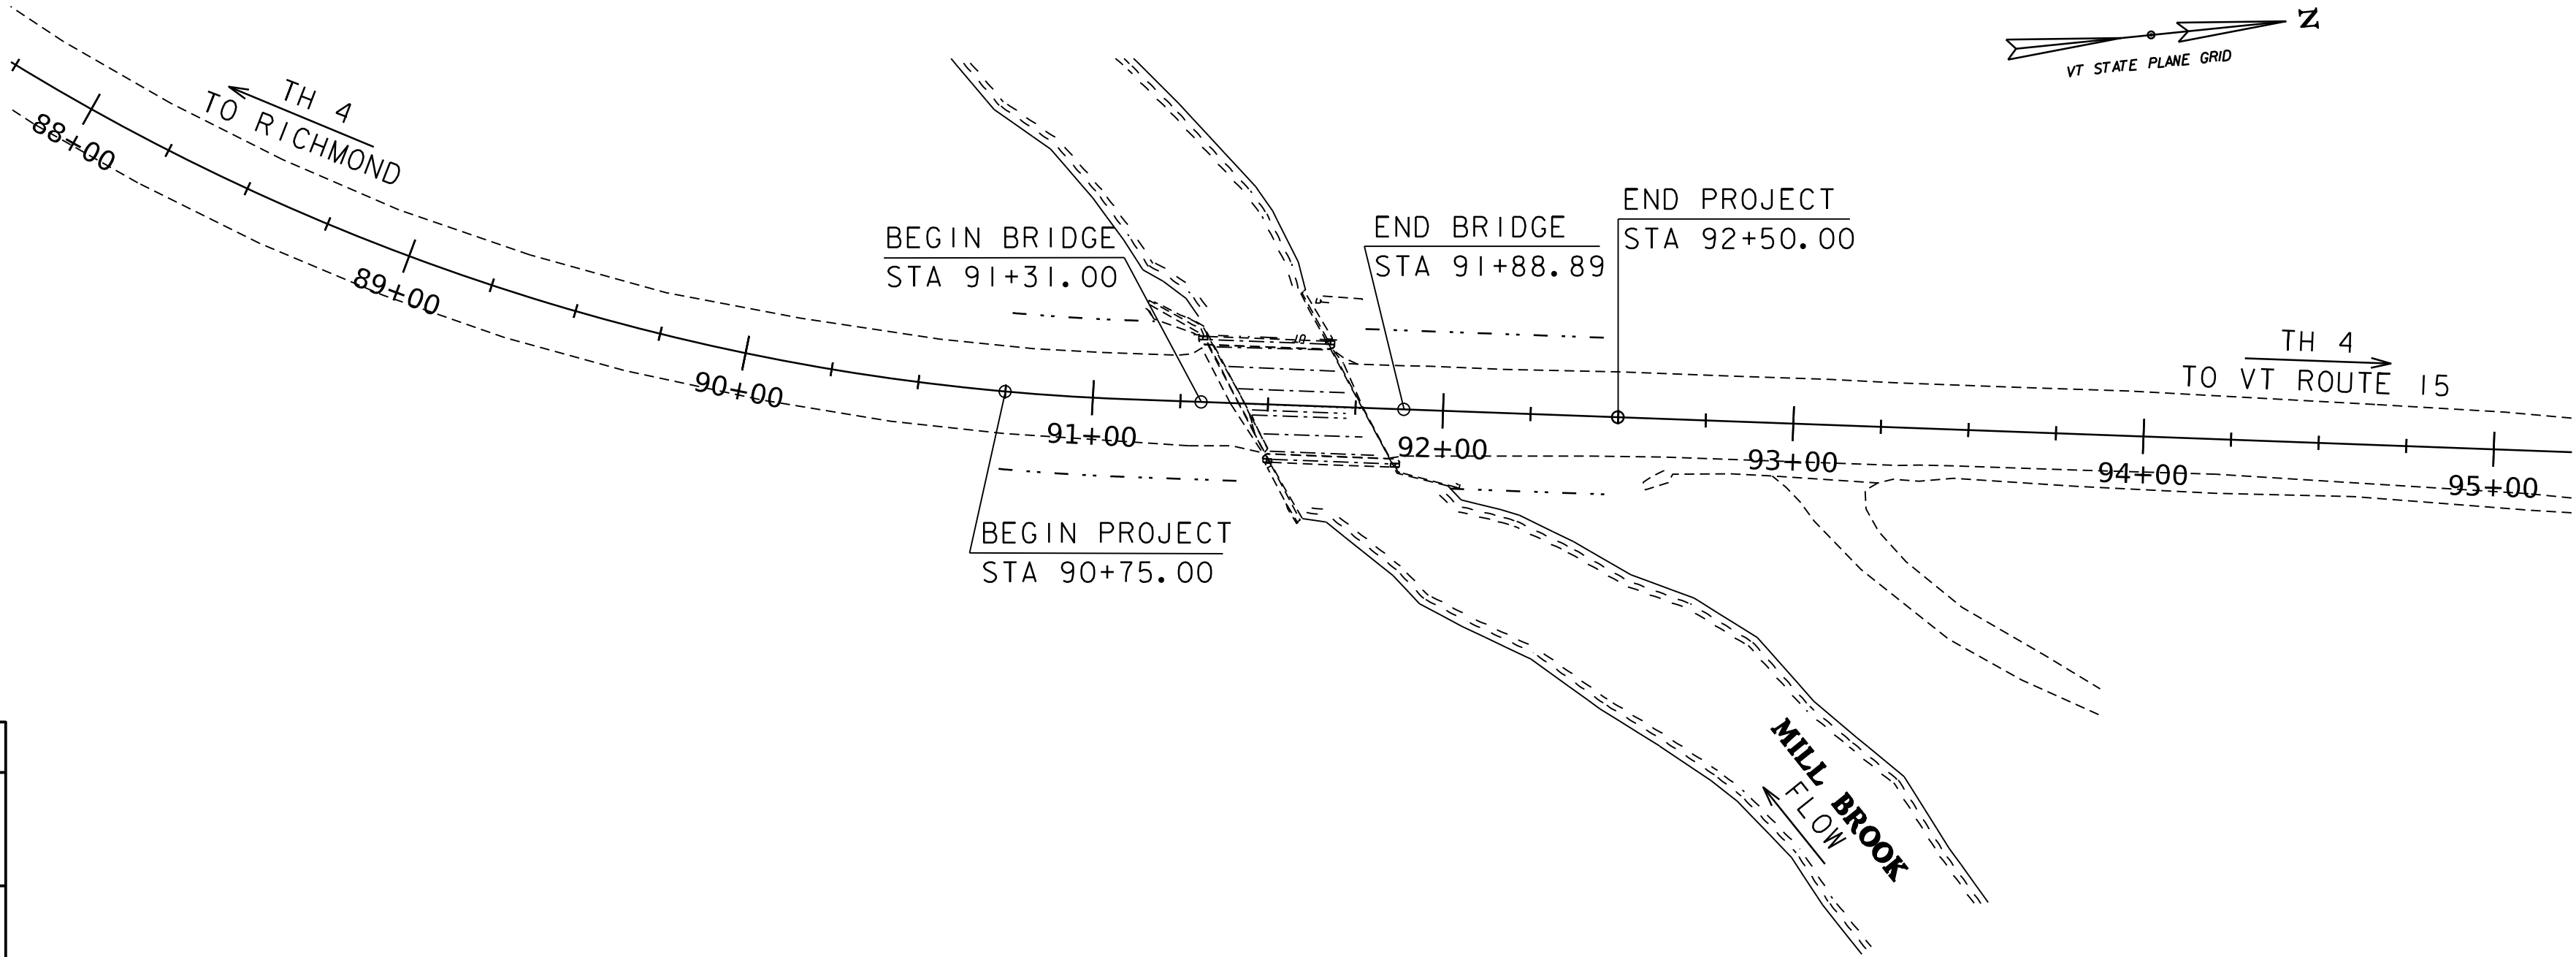 Z
VT STATE PLANE GRID
TH 4
TO RICHMOND
88+00
89+00
90+00
BEGIN BRIDGE
STA 91+31.00
END BRIDGE
STA 91+88.89
END PROJECT
STA 92+50.00
TH 4
TO VT ROUTE 15
91+00
92+00
93+00
94+00
95+00
BEGIN PROJECT
STA 90+75.00
MILL BROOK
FLOW